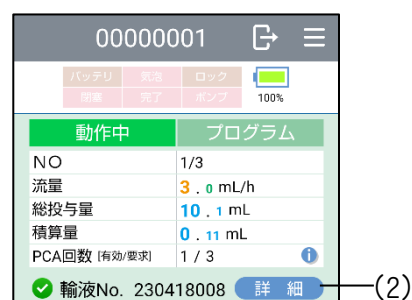 00000001
バッテリ 気泡 ロック
閉塞 完了 ポンプ 100%
動作中 プログラム
NO 1/3
流量 3.0 mL/h
総投与量 10.1 mL
積算量 0.11 mL
PCA回数 [有効/要求] 1 / 3 i
輸液No. 230418008 詳 細 (2)